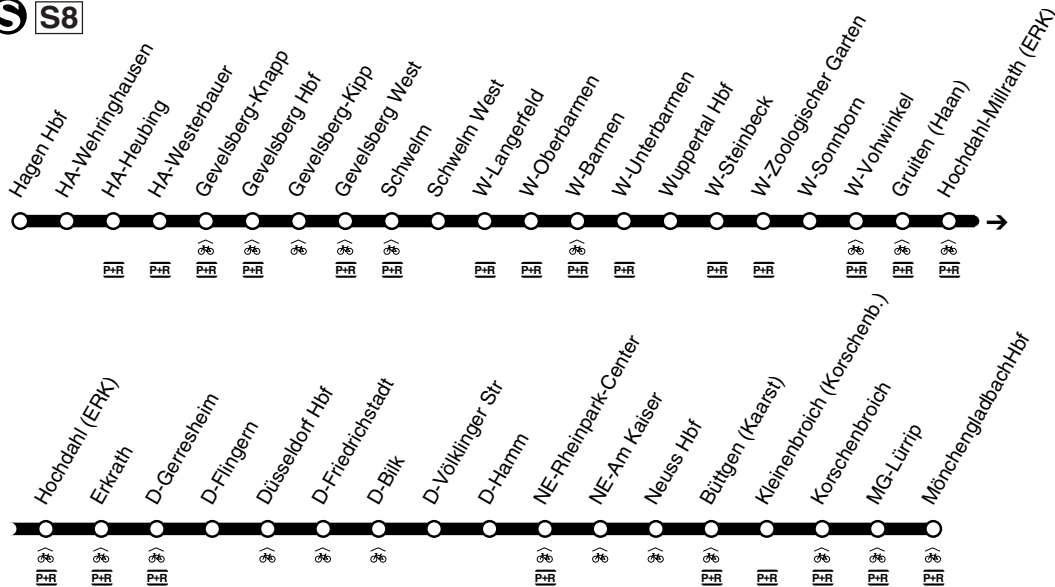 S S8
Hagen Hbf
HA-Wehringhausen
HA-Heubing
HA-Westerbauer
Gevelsberg-Knapp
Gevelsberg Hbf
Gevelsberg-Kipp
Gevelsberg West
Schwelm
Schwelm West
W-Langerfeld
W-Oberbarmen
W-Barmen
W-Unterbarmen
Wuppertal Hbf
W-Steinbeck
W-Zoologischer Garten
W-Sonnborn
W-Vohwinkel
Gruiten (Haan)
Hochdahl-Millrath (ERK)
P+R P+R P+R P+R P+R P+R P+R P+R P+R P+R P+R P+R P+R P+R P+R
Hochdahl (ERK)
Erkrath
D-Gerresheim
D-Flingern
Düsseldorf Hbf
D-Friedrichstadt
D-Bilk
D-Völklinger Str
D-Hamm
NE-Rheinpark-Center
NE-Am Kaiser
Neuss Hbf
Büttgen (Kaarst)
Kleinenbroich (Korschenb.)
Korschenbroich
MG-Lürrip
MönchengladbachHbf
P+R P+R P+R P+R P+R P+R P+R P+R P+R